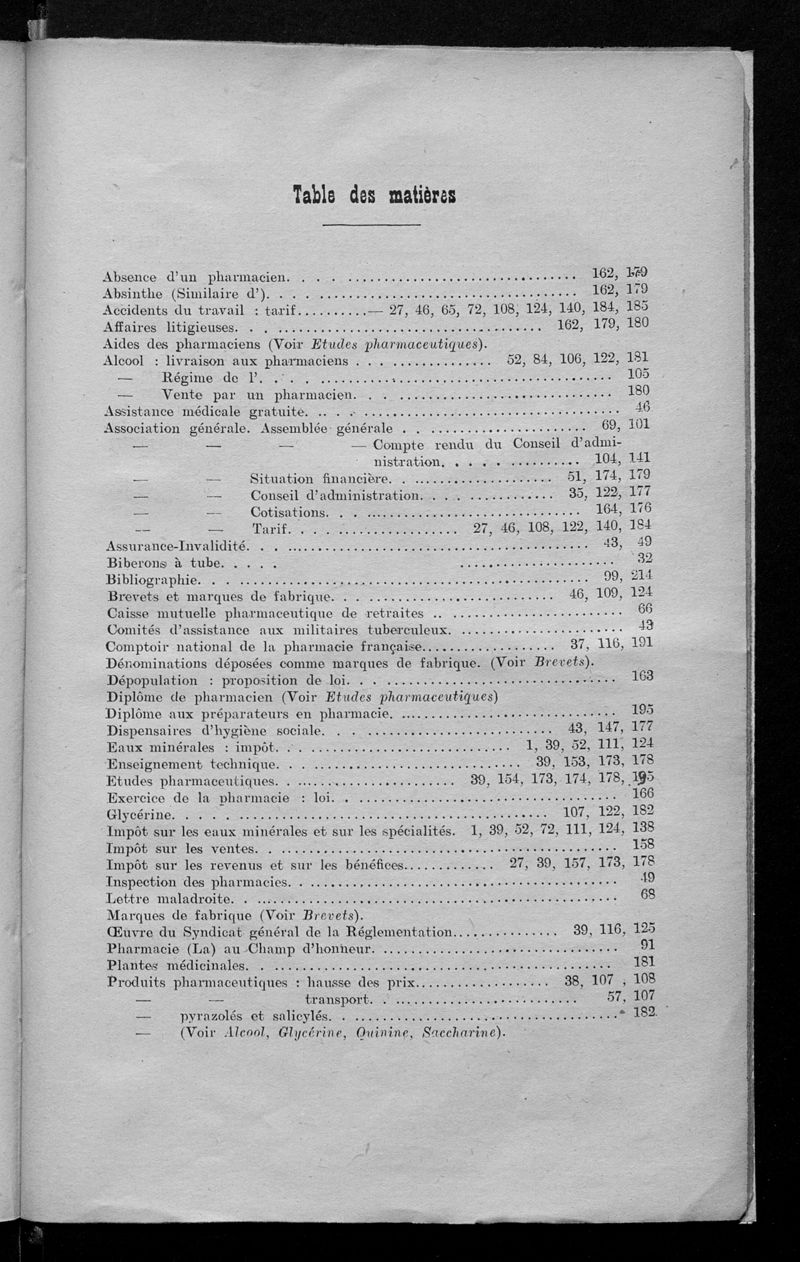 Table des matières
Absence d'un pharmacien. . . . ................................ 162, 179
Absinthe (Similaire d'). . . . ................................ 162, 179
Accidents du travail : tarif..........— 27, 46, 65, 72, 108, 124, 140, 184, 185
Affaires litigieuses. . . ................................ 162, 179, 180
Aides des pharmaciens (Voir Etudes pharmaceutiques).
Alcool : livraison aux pharmaciens . . . ................ 52, 84, 106, 122, 181
— Régime de l'. . . . ................................ 105
— Vente par un pharmacien. . . ................................ 180
Assistance médicale gratuite. .. . . ................................ 46
Association générale. Assemblée générale . . ........................ 69, 101
— — — — Compte rendu du Conseil d'admi-
nistration. . . . . ............ 104, 141
— — Situation financière. . ..................... 51, 174, 179
— — Conseil d'administration. . . . ............... 35, 122, 177
— — Cotisations. . . ............................ 164, 176
— — Tarif. . . . .................. 27, 46, 108, 122, 140, 184
Assurance-Invalidité. . . ................................ 43, 49
Biberons à tube. . . . . ...................... 32
Bibliographie. . . . ................................ 99, 214
Brevets et marques de fabrique. . . ........................ 46, 109, 124
Caisse mutuelle pharmaceutique de retraites .. ........................ 66
Comités d'assistance aux militaires tuberculeux. ........................ 43
Comptoir national de la pharmacie française................... 37, 116, 191
Dénominations déposées comme marques de fabrique. (Voir Brevets).
Dépopulation : proposition de loi. . . ................................ 163
Diplôme de pharmacien (Voir Etudes pharmaceutiques)
Diplôme aux préparateurs en pharmacie. ................................ 195
Dispensaires d'hygiène sociale. . . ........................ 43, 147, 177
Eaux minérales : impôt. . . ........................ 1, 39, 52, 111, 124
Enseignement technique. . . ........................ 39, 153, 173, 178
Etudes pharmaceutiques. . ..................... 39, 154, 173, 174, 178, 195
Exercice de la pharmacie : loi. . ................................ 166
Glycérine. . . . . ................................ 107, 122, 182
Impôt sur les eaux minérales et sur les spécialités. 1, 39, 52, 72, 111, 124, 138
Impôt sur les ventes. . ................................ 158
Impôt sur les revenus et sur les bénéfices............. 27, 39, 157, 173, 178
Inspection des pharmacies. . ................................ 49
Lettre maladroite. . ................................ 68
Marques de fabrique (Voir Brevets).
Œuvre du Syndicat général de la Réglementation............... 39, 116, 125
Pharmacie (La) au Champ d'honneur. ................................ 91
Plantes médicinales. . ................................ 181
Produits pharmaceutiques : hausse des prix................... 38, 107 , 108
— — transport. . ........................ 57, 107
— pyrazolés et salicylés. . ................................ 182
— (Voir Alcool, Glycérine, Quinine, Saccharine).